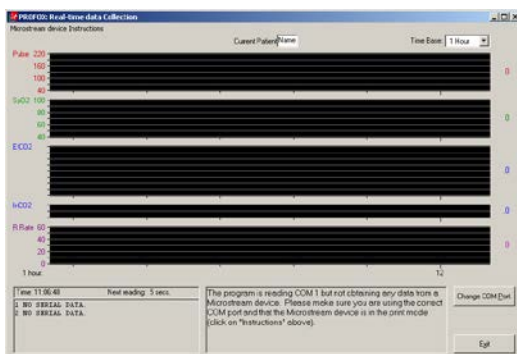 PROFOX: Real-time data Collection
Microstream device Instructions
Current Patient Name
Time Base: 1 Hour
Pulse 220
160
100
40
0
SpO2 100
80
60
40
0
EtCO2
.0
InCO2
.0
R.Rate 60
40
20
0
0
1 hour.
12
Time: 11:06:48 Next reading: 5 secs.
1 NO SERIAL DATA.
2 NO SERIAL DATA.
The program is reading COM 1 but not obtaining any data from a
Microstream device. Please make sure you are using the correct
COM port and that the Microstream device is in the print mode
(click on "Instructions" above).
Change COM Port
Exit